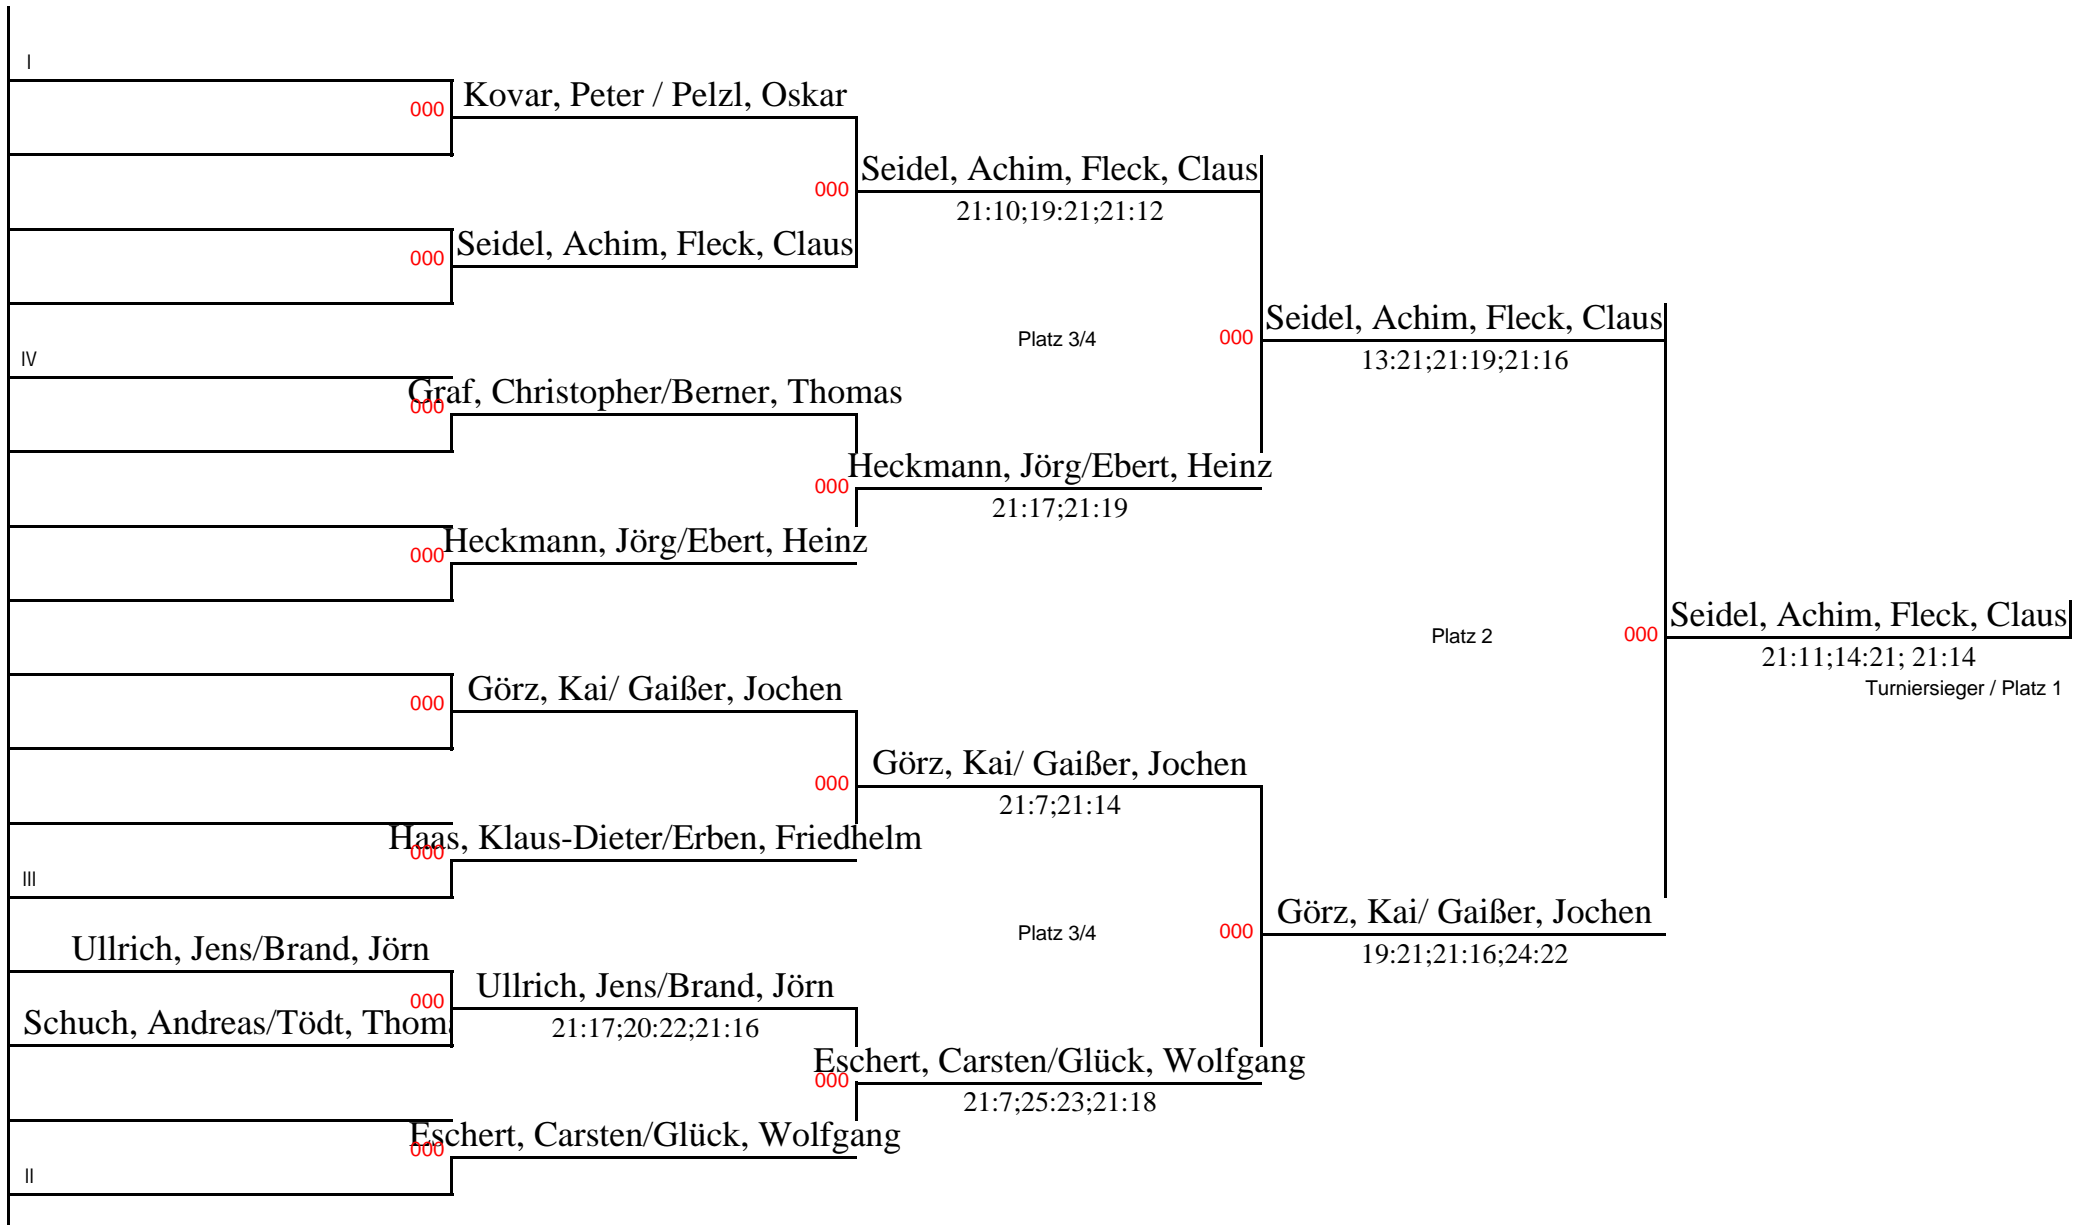 I
000
Kovar, Peter / Pelzl, Oskar
000
Seidel, Achim, Fleck, Claus
21:10;19:21;21:12
000
Seidel, Achim, Fleck, Claus
Platz 3/4
000
Seidel, Achim, Fleck, Claus
13:21;21:19;21:16
IV
000
Graf, Christopher/Berner, Thomas
000
Heckmann, Jörg/Ebert, Heinz
21:17;21:19
000
Heckmann, Jörg/Ebert, Heinz
Platz 2
000
Seidel, Achim, Fleck, Claus
21:11;14:21; 21:14
Turniersieger / Platz 1
000
Görz, Kai/ Gaißer, Jochen
000
Görz, Kai/ Gaißer, Jochen
21:7;21:14
000
Haas, Klaus-Dieter/Erben, Friedhelm
III
Platz 3/4
000
Görz, Kai/ Gaißer, Jochen
19:21;21:16;24:22
Ullrich, Jens/Brand, Jörn
000
Ullrich, Jens/Brand, Jörn
21:17;20:22;21:16
Schuch, Andreas/Tödt, Thoma
000
Eschert, Carsten/Glück, Wolfgang
21:7;25:23;21:18
000
Eschert, Carsten/Glück, Wolfgang
II